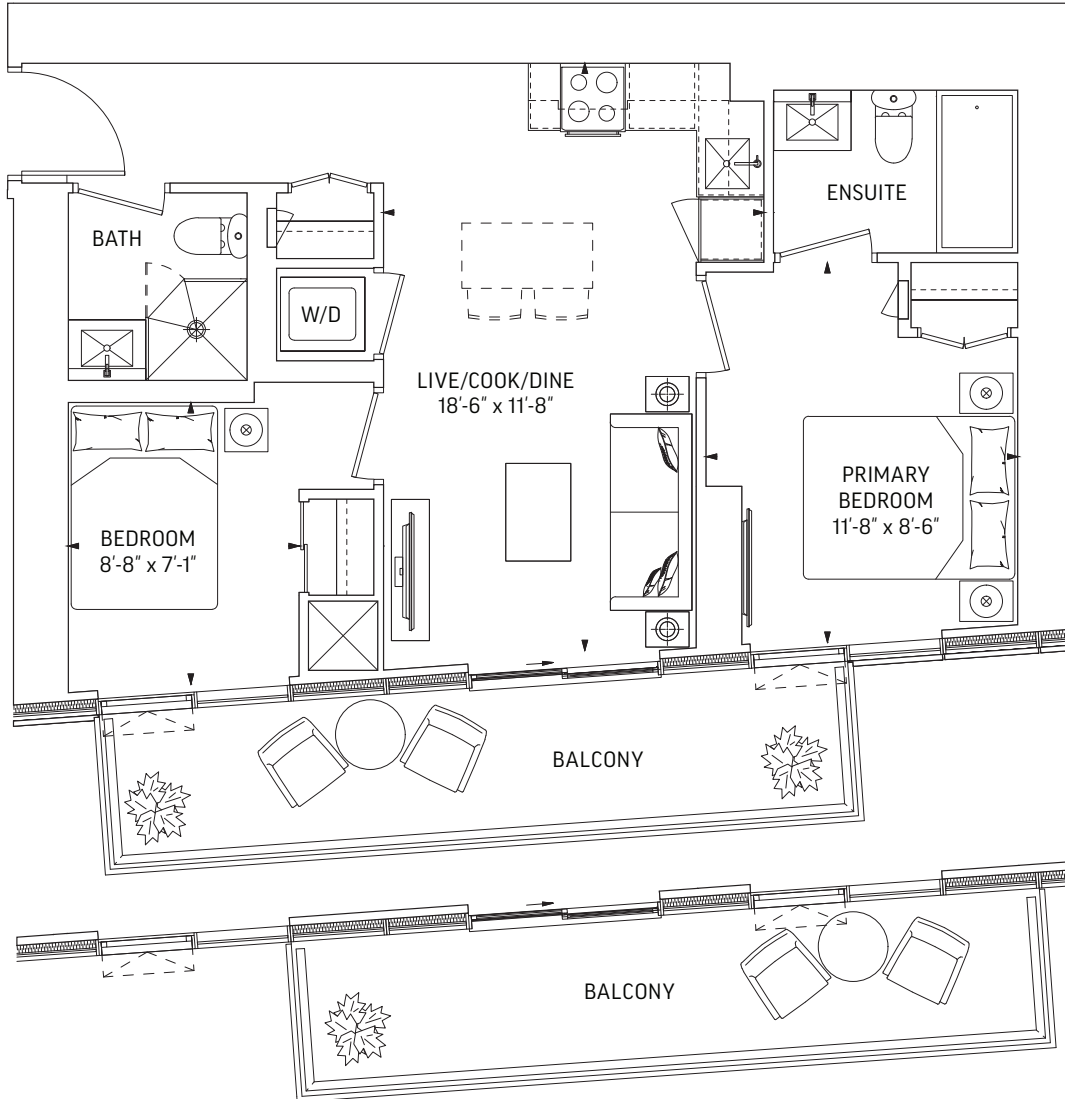 ENSUITE
BATH
W/D
LIVE/COOK/DINE
18'-6" x 11'-8"
PRIMARY
BEDROOM
11'-8" x 8'-6"
BEDROOM
8'-8" x 7'-1"
BALCONY
BALCONY